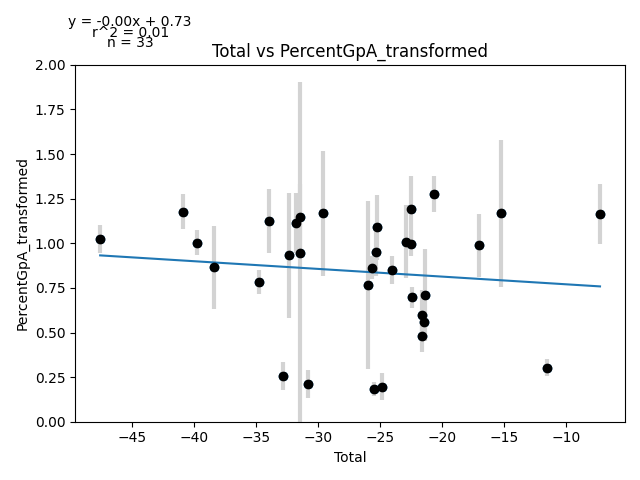 y = -0.00x + 0.73
r^2 = 0.01
n = 33
Total vs PercentGpA_transformed
2.00
1.75
1.50
1.25
1.00
0.75
0.50
0.25
0.00
PercentGpA_transformed
−45 −40 −35 −30 −25 −20 −15 −10
Total